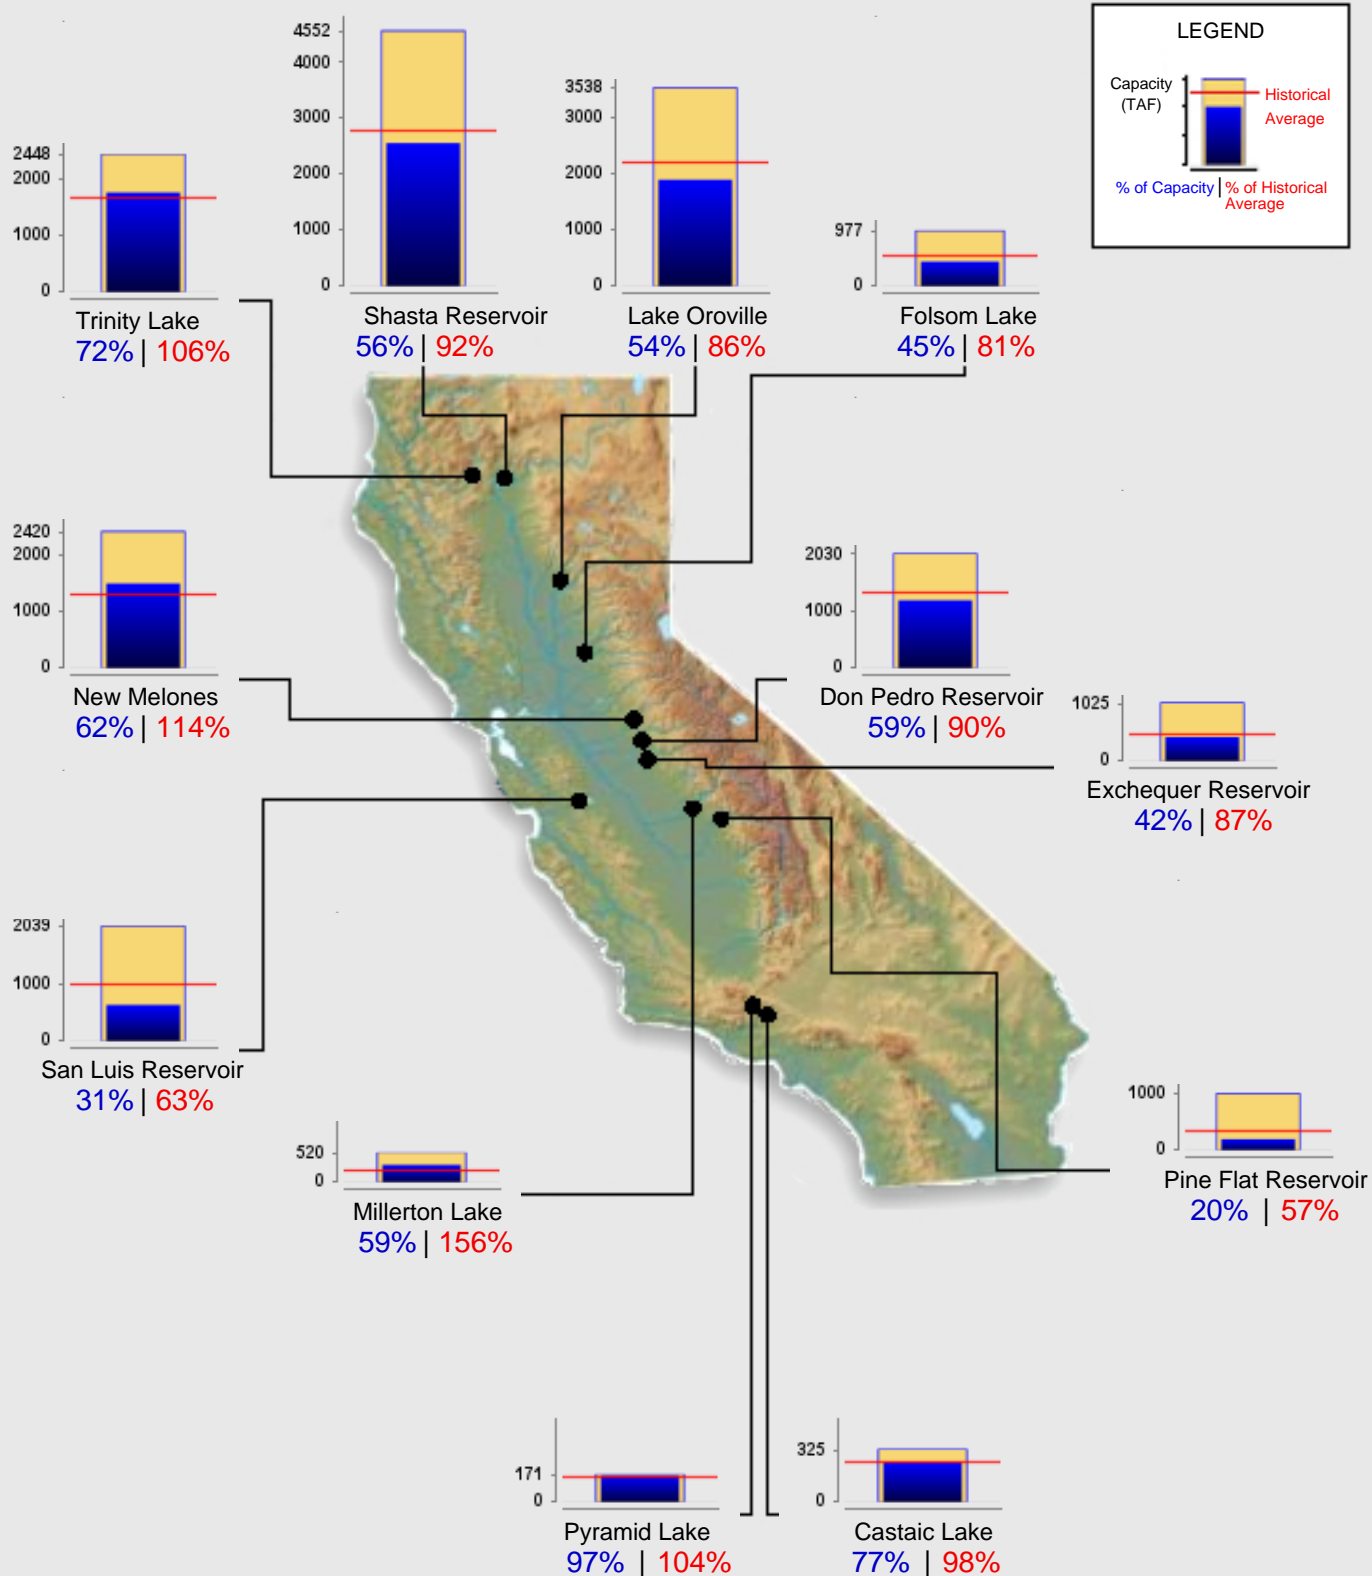 LEGEND
Capacity
(TAF)
Historical
Average
% of Capacity | % of Historical
Average
4552
4000
3000
2000
1000
0
Shasta Reservoir
56% | 92%
3538
3000
2000
1000
0
Lake Oroville
54% | 86%
2448
2000
1000
0
Trinity Lake
72% | 106%
977
0
Folsom Lake
45% | 81%
2420
2000
1000
0
New Melones
62% | 114%
2030
1000
0
Don Pedro Reservoir
59% | 90%
1025
0
Exchequer Reservoir
42% | 87%
2039
1000
0
San Luis Reservoir
31% | 63%
520
0
Millerton Lake
59% | 156%
1000
0
Pine Flat Reservoir
20% | 57%
171
0
Pyramid Lake
97% | 104%
325
0
Castaic Lake
77% | 98%